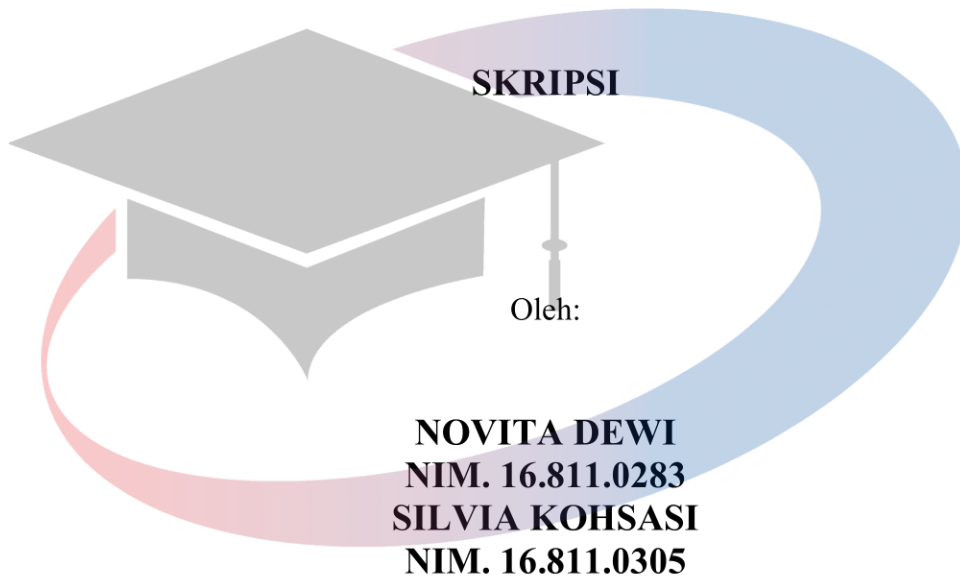 SKRIPSI
Oleh:
NOVITA DEWI
NIM. 16.811.0283
SILVIA KOHSASI
NIM. 16.811.0305